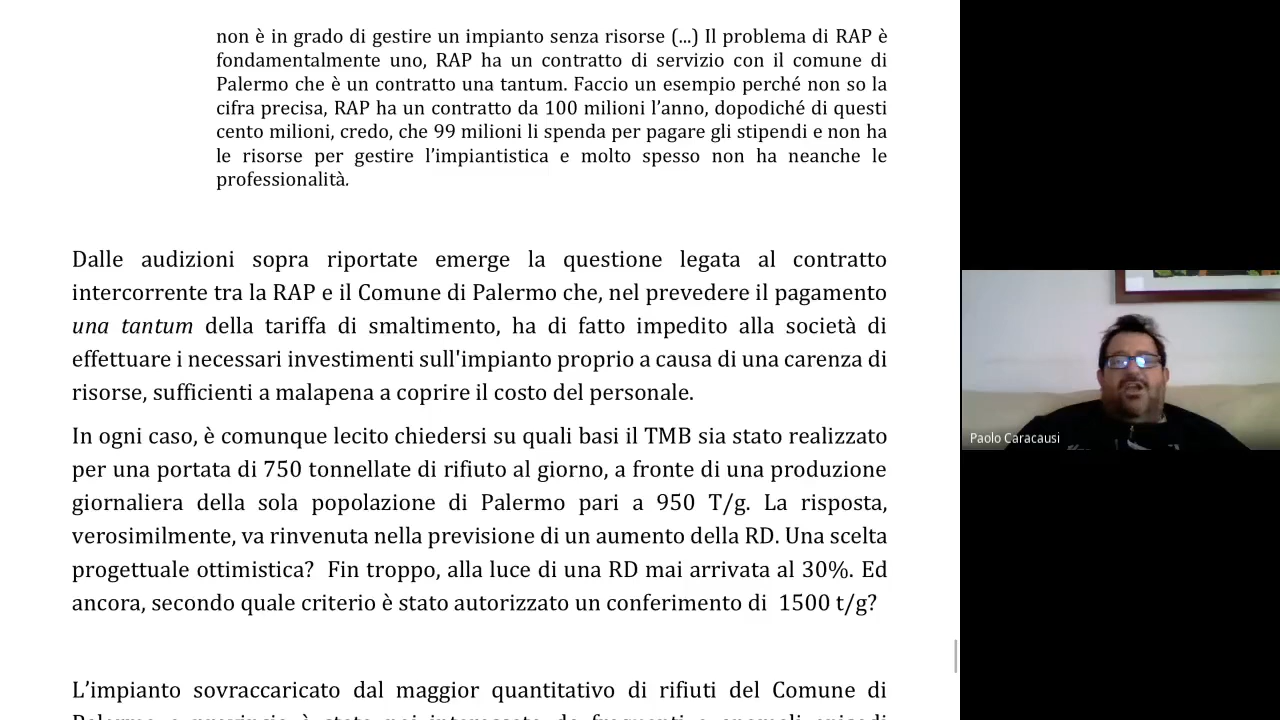 non è in grado di gestire un impianto senza risorse (...) Il problema di RAP è
fondamentalmente uno, RAP ha un contratto di servizio con il comune di
Palermo che è un contratto una tantum. Faccio un esempio perché non so la
cifra precisa, RAP ha un contratto da 100 milioni l’anno, dopodiché di questi
cento milioni, credo, che 99 milioni li spenda per pagare gli stipendi e non ha
le risorse per gestire l’impiantistica e molto spesso non ha neanche le
professionalità.
Dalle audizioni sopra riportate emerge la questione legata al contratto
intercorrente tra la RAP e il Comune di Palermo che, nel prevedere il pagamento
una tantum della tariffa di smaltimento, ha di fatto impedito alla società di
effettuare i necessari investimenti sull'impianto proprio a causa di una carenza di
risorse, sufficienti a malapena a coprire il costo del personale.
In ogni caso, è comunque lecito chiedersi su quali basi il TMB sia stato realizzato
per una portata di 750 tonnellate di rifiuto al giorno, a fronte di una produzione
giornaliera della sola popolazione di Palermo pari a 950 T/g. La risposta,
verosimilmente, va rinvenuta nella previsione di un aumento della RD. Una scelta
progettuale ottimistica? Fin troppo, alla luce di una RD mai arrivata al 30%. Ed
ancora, secondo quale criterio è stato autorizzato un conferimento di 1500 t/g?
L’impianto sovraccaricato dal maggior quantitativo di rifiuti del Comune di
Paolo Caracausi